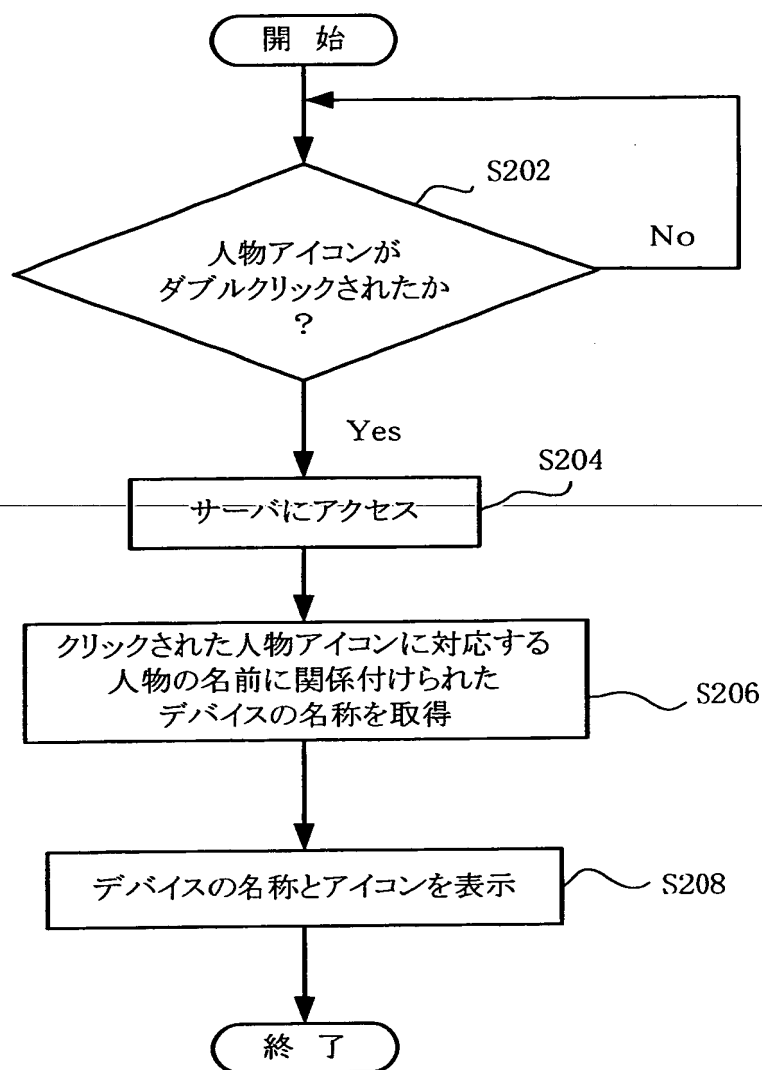 開 始
S202
人物アイコンが
ダブルクリックされたか
?
No
Yes
S204
サーバにアクセス
クリックされた人物アイコンに対応する
人物の名前に関係付けられた
デバイスの名称を取得
S206
デバイスの名称とアイコンを表示
S208
終 了